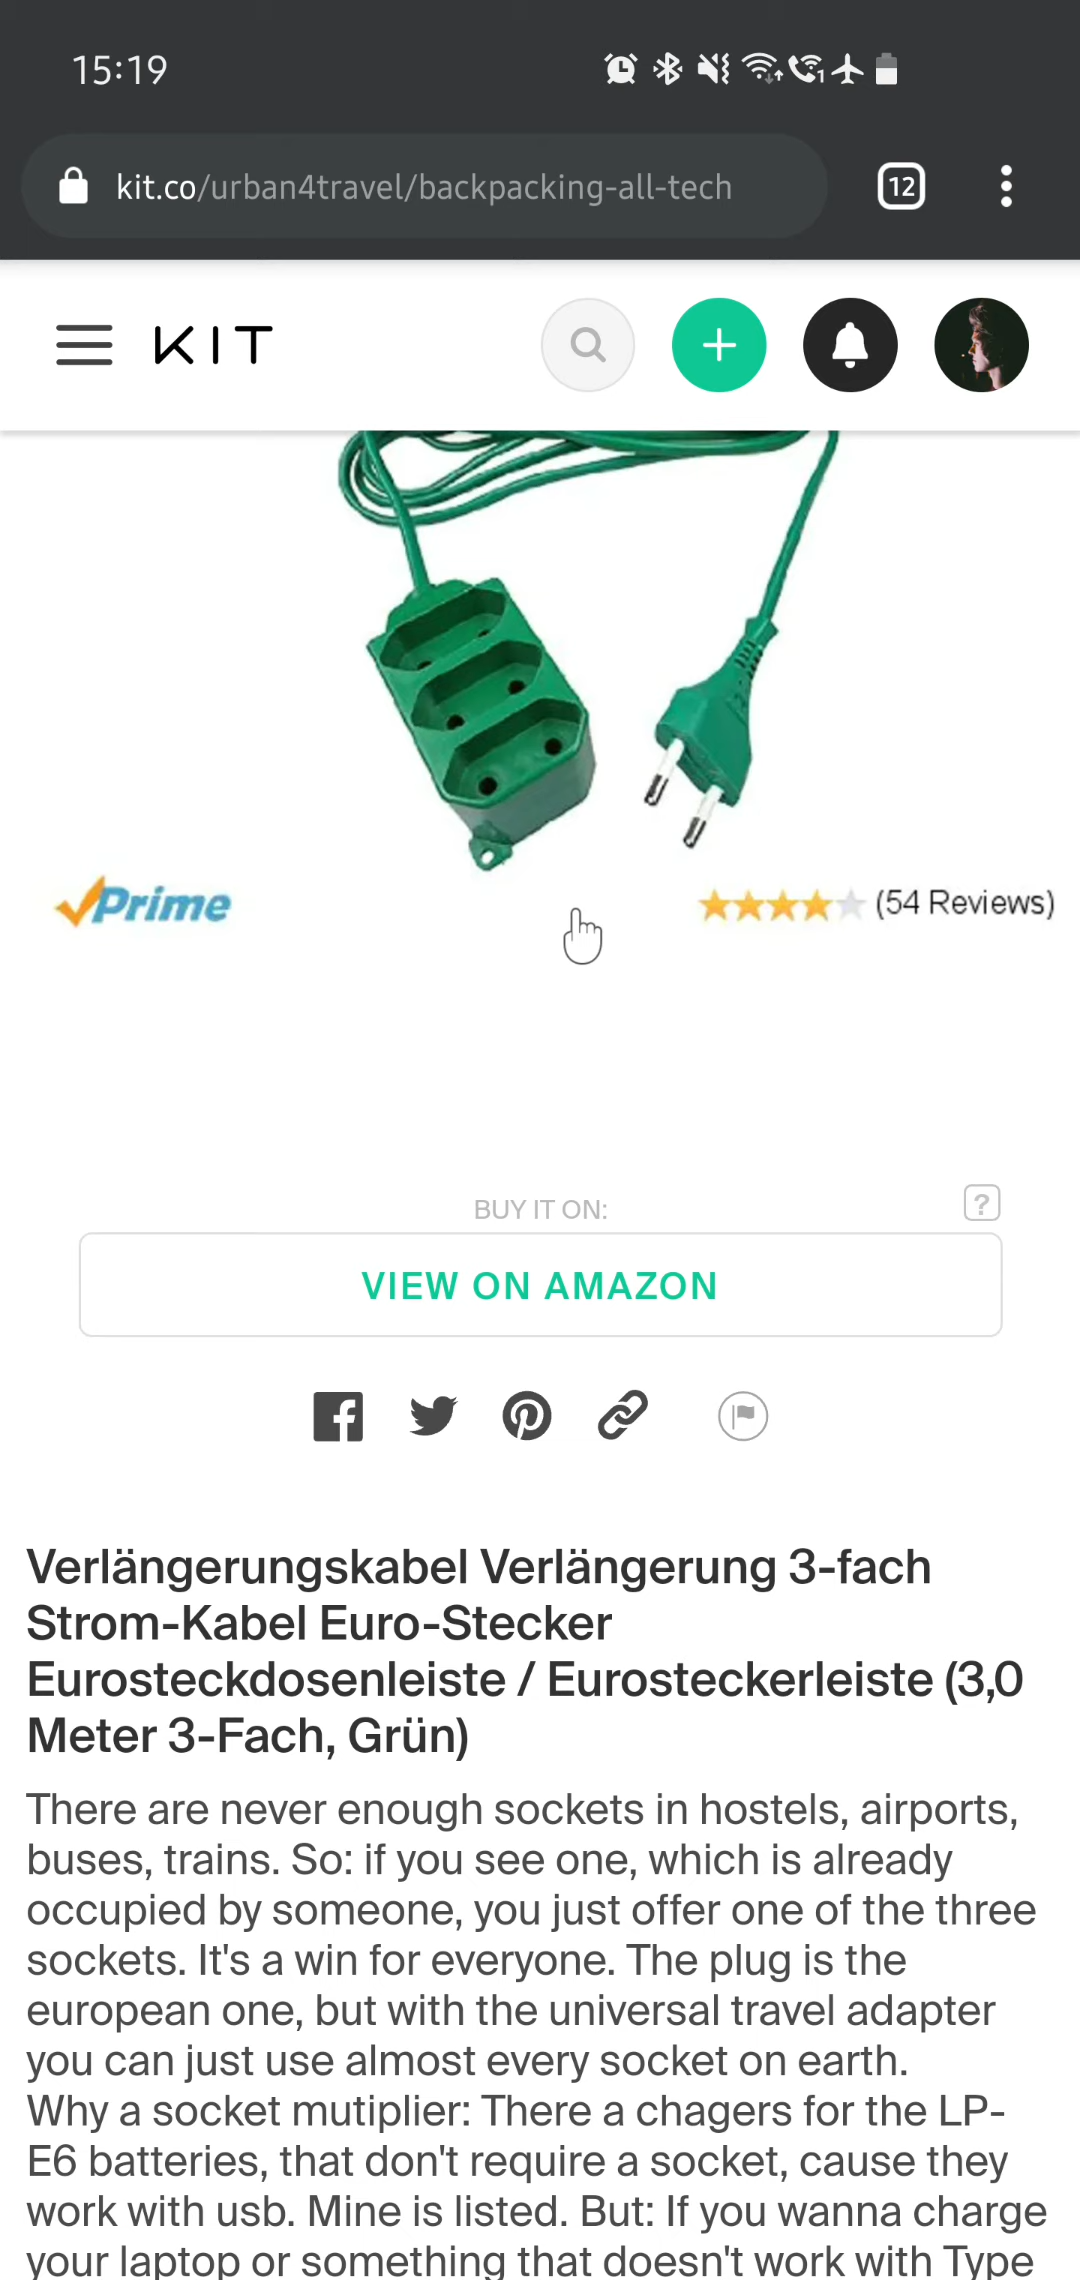 15:19
kit.co/urban4travel/backpacking-all-tech
12
KIT
Prime
(54 Reviews)
BUY IT ON:
?
VIEW ON AMAZON
Verlängerungskabel Verlängerung 3-fach
Strom-Kabel Euro-Stecker
Eurosteckdosenleiste / Eurosteckerleiste (3,0
Meter 3-Fach, Grün)
There are never enough sockets in hostels, airports,
buses, trains. So: if you see one, which is already
occupied by someone, you just offer one of the three
sockets. It's a win for everyone. The plug is the
european one, but with the universal travel adapter
you can just use almost every socket on earth.
Why a socket mutiplier: There a chagers for the LP-
E6 batteries, that don't require a socket, cause they
work with usb. Mine is listed. But: If you wanna charge
your laptop or something that doesn't work with Type